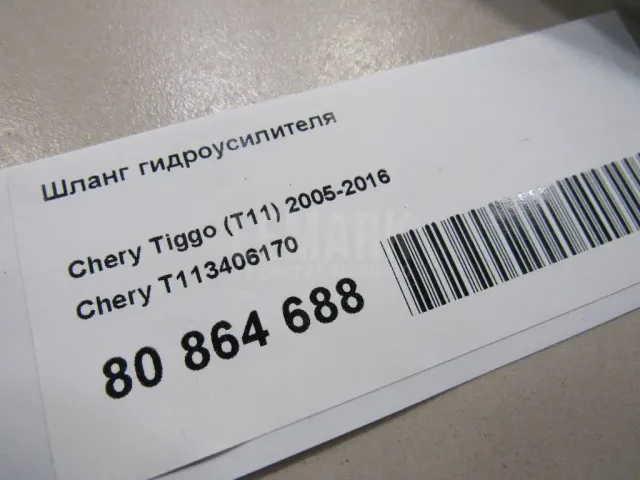 Шланг гидроусилителя
Chery Tiggo (T11) 2005-2016
Chery T113406170
80 864 688